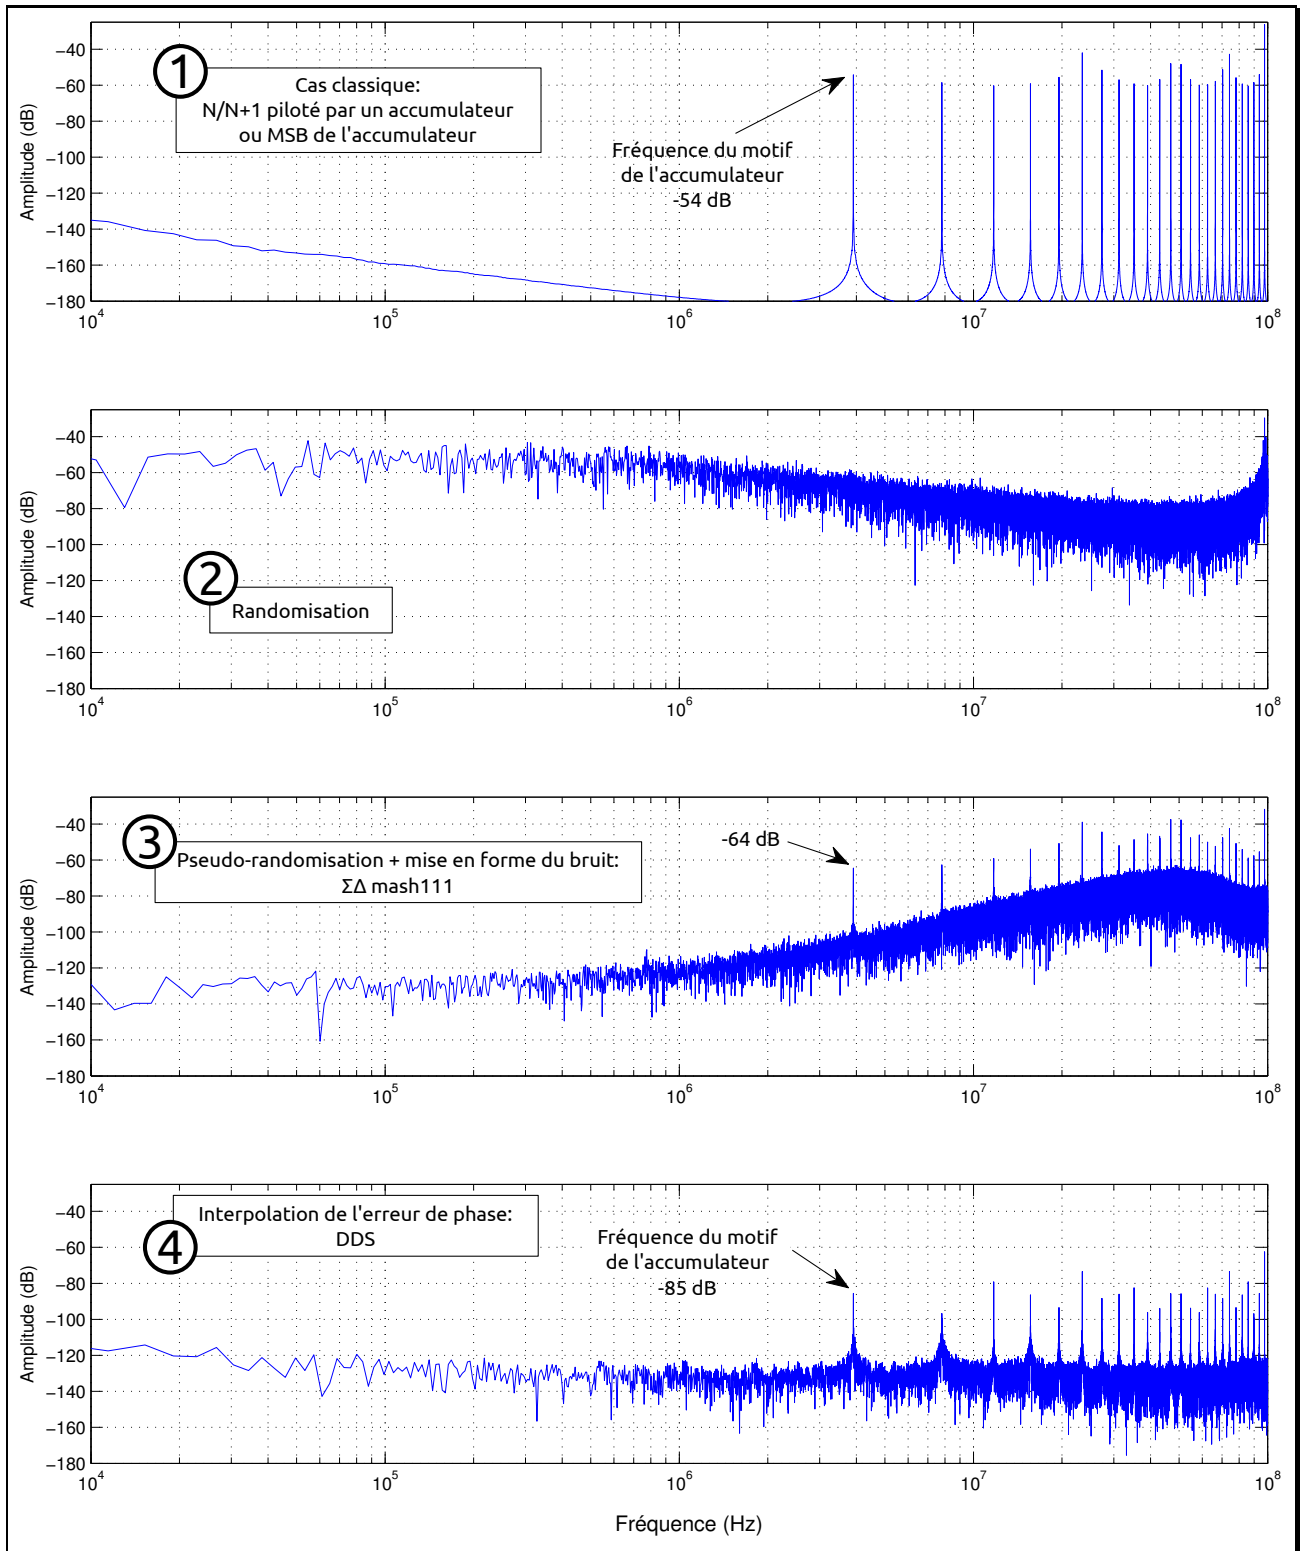 1
Cas classique:
N/N+1 piloté par un accumulateur
ou MSB de l'accumulateur
Fréquence du motif
de l'accumulateur
-54 dB
Amplitude (dB)
−40
−60
−80
−100
−120
−140
−160
−180
10^4 10^5 10^6 10^7 10^8
2
Randomisation
Amplitude (dB)
−40
−60
−80
−100
−120
−140
−160
−180
10^4 10^5 10^6 10^7 10^8
3
Pseudo-randomisation + mise en forme du bruit:
ΣΔ mash111
-64 dB
Amplitude (dB)
−40
−60
−80
−100
−120
−140
−160
−180
10^4 10^5 10^6 10^7 10^8
4
Interpolation de l'erreur de phase:
DDS
Fréquence du motif
de l'accumulateur
-85 dB
Amplitude (dB)
−40
−60
−80
−100
−120
−140
−160
−180
10^4 10^5 10^6 10^7 10^8
Fréquence (Hz)